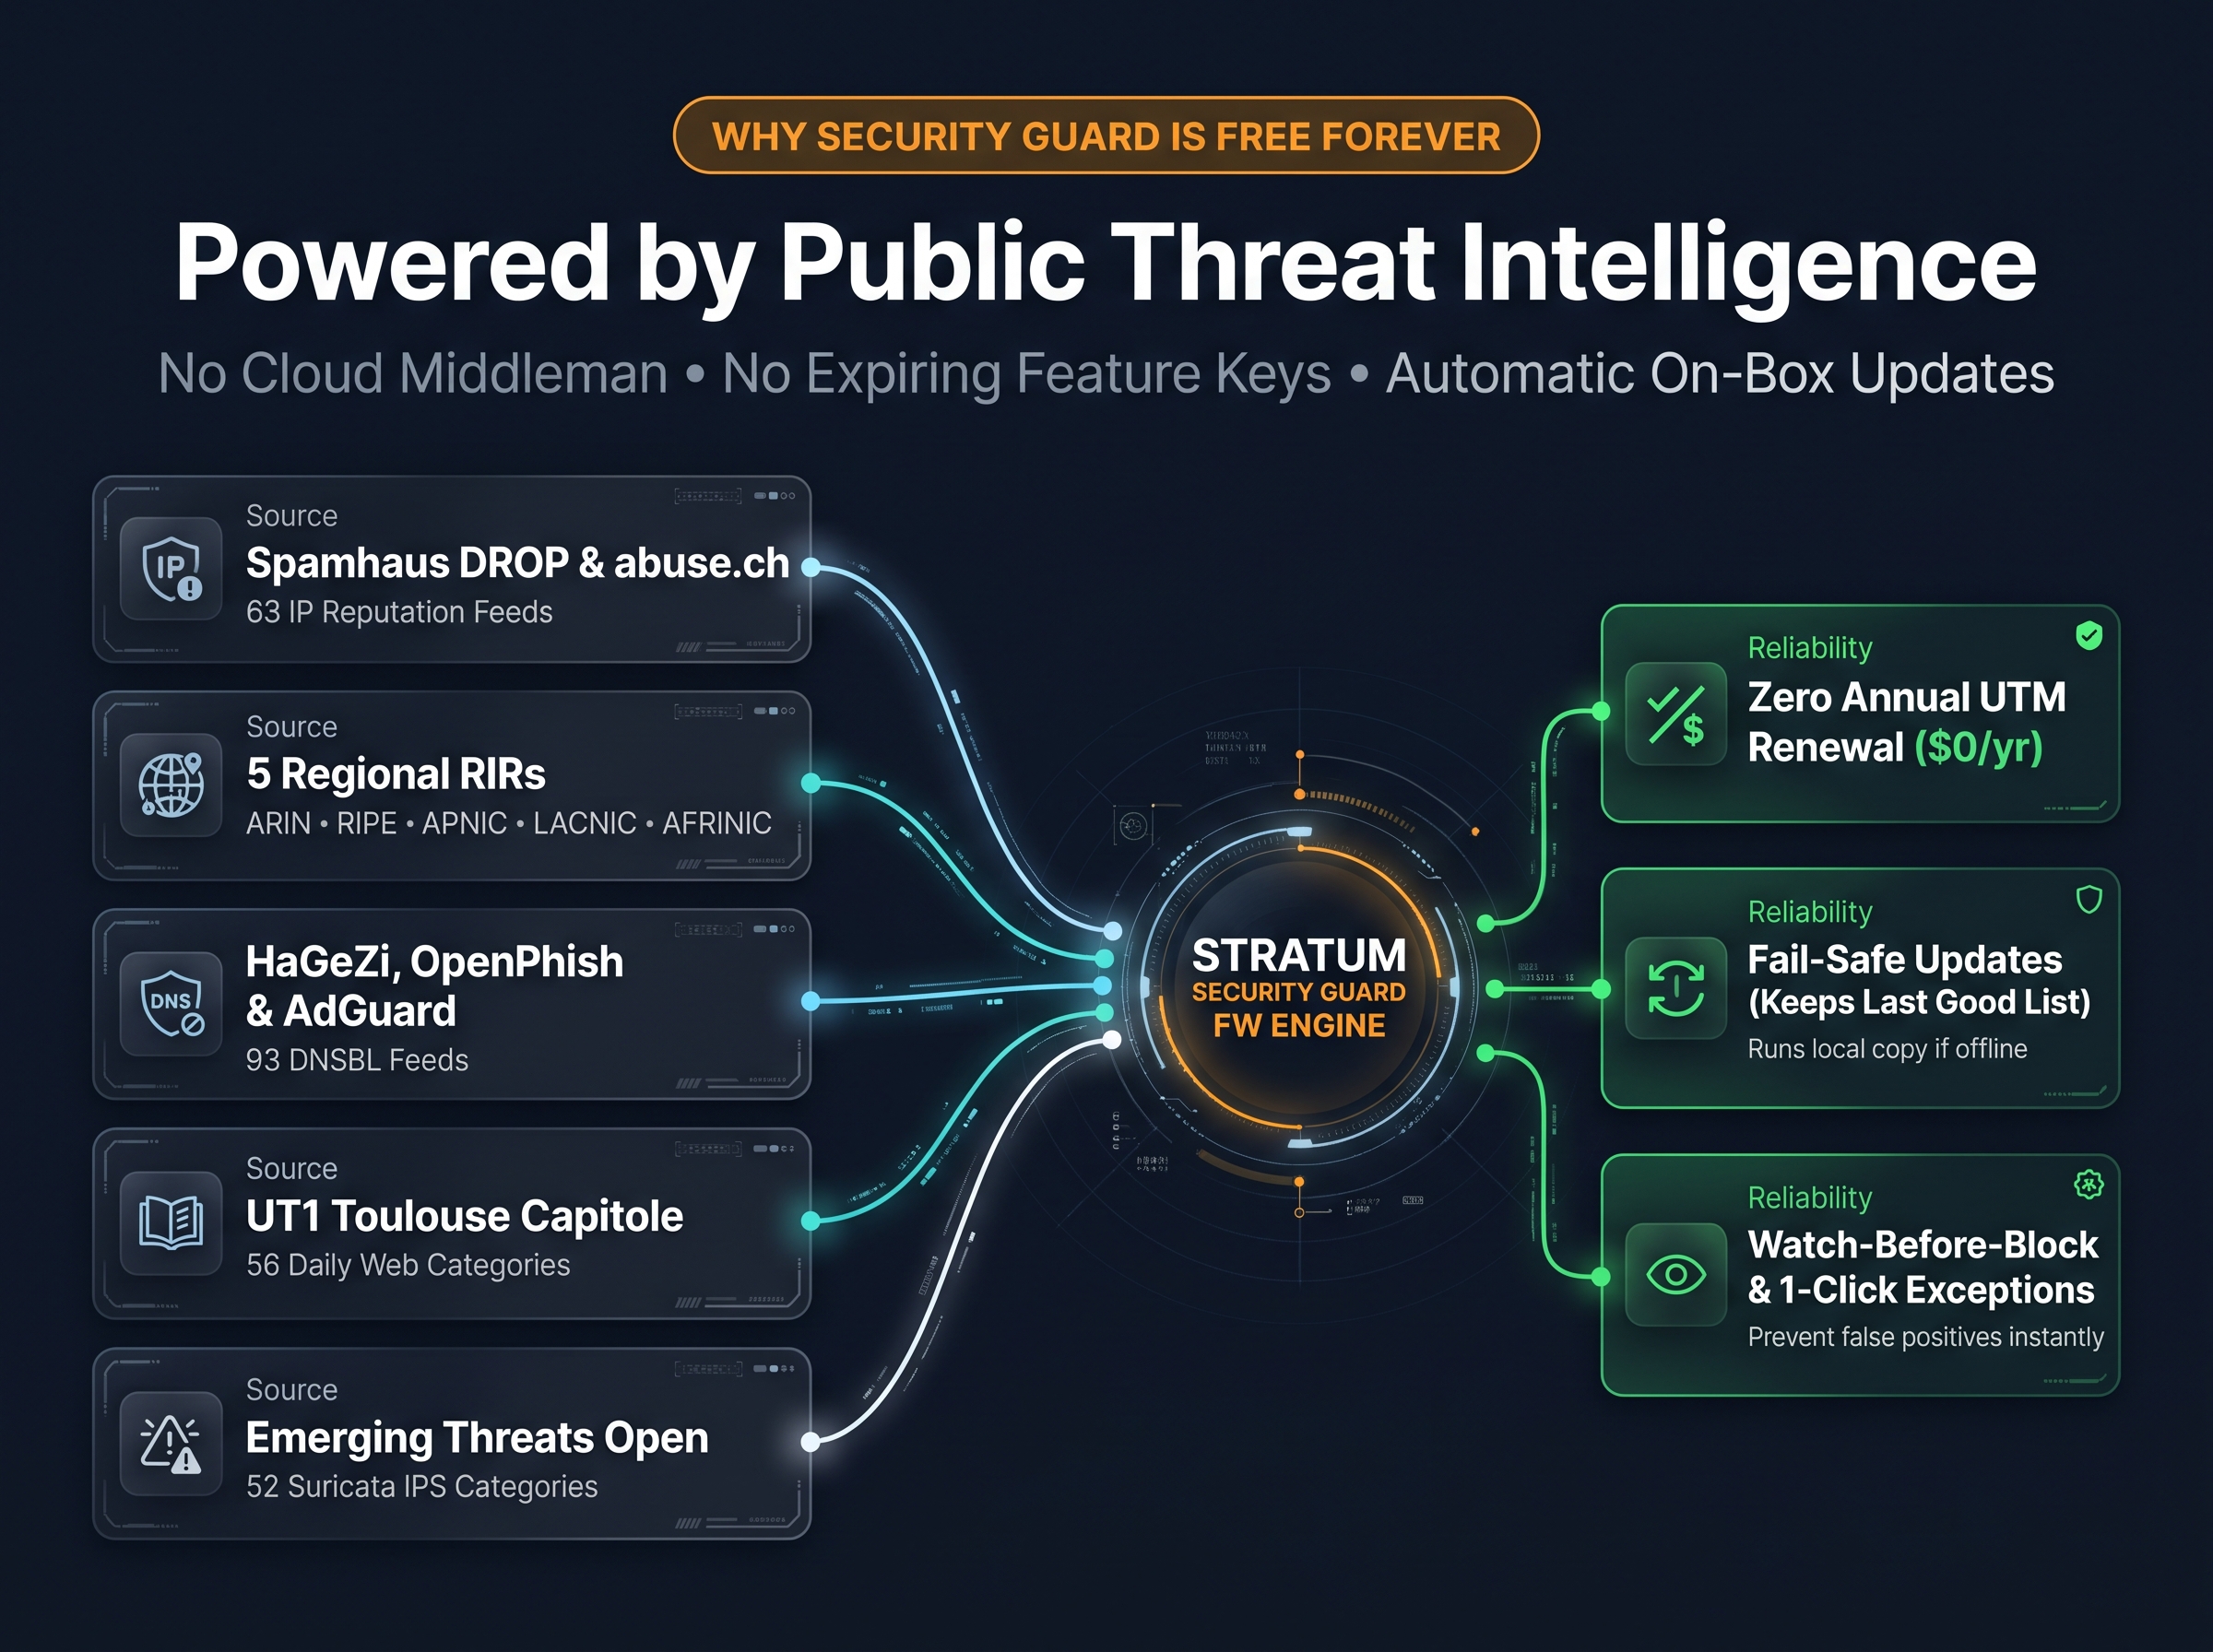 WHY SECURITY GUARD IS FREE FOREVER
Powered by Public Threat Intelligence
No Cloud Middleman • No Expiring Feature Keys • Automatic On-Box Updates
Source
Spamhaus DROP & abuse.ch
63 IP Reputation Feeds
IP
Source
5 Regional RIRs
ARIN • RIPE • APNIC • LACNIC • AFRINIC
HaGeZi, OpenPhish
& AdGuard
93 DNSBL Feeds
DNS
Source
UT1 Toulouse Capitole
56 Daily Web Categories
Source
Emerging Threats Open
52 Suricata IPS Categories
STRATUM
SECURITY GUARD
FW ENGINE
Reliability
Zero Annual UTM
Renewal ($0/yr)
$
Reliability
Fail-Safe Updates
(Keeps Last Good List)
Runs local copy if offline
Reliability
Watch-Before-Block
& 1-Click Exceptions
Prevent false positives instantly